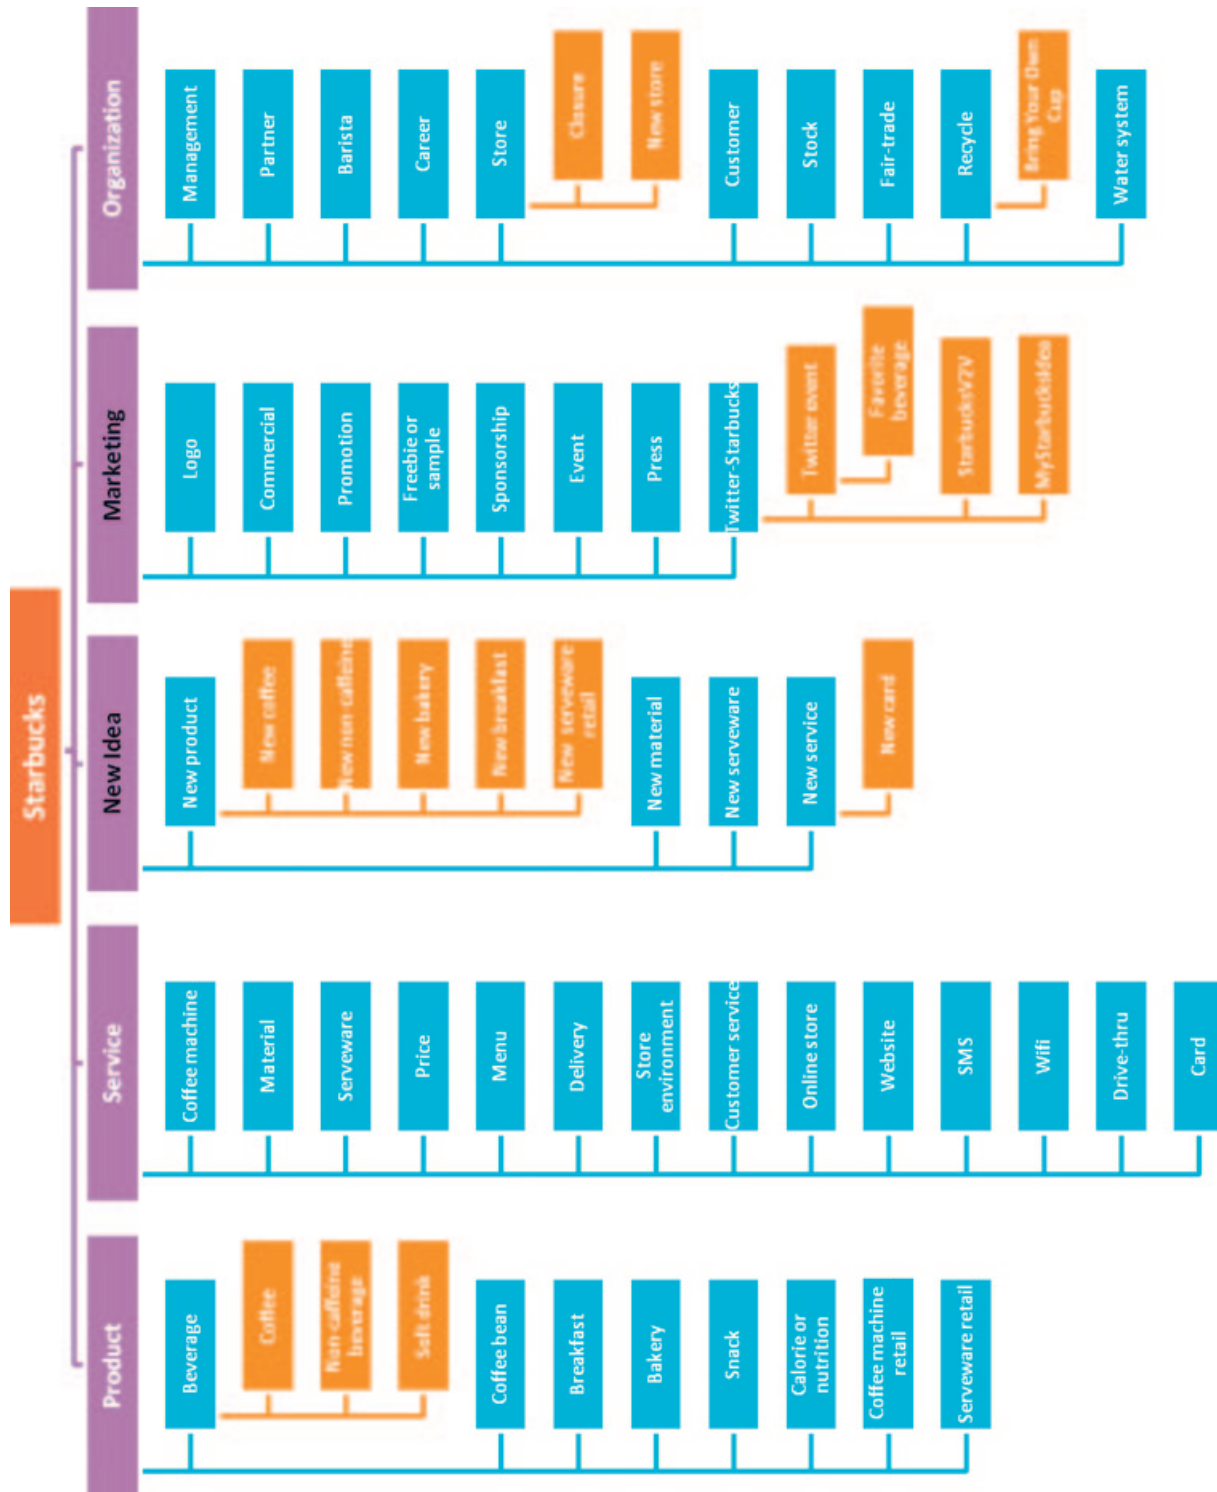 Starbucks
Product
Beverage
Coffee
Non caffeine
beverage
Soft drink
Coffee bean
Breakfast
Bakery
Snack
Calorie or
nutrition
Coffee machine
retail
Serveware retail
Service
Coffee machine
Material
Serveware
Price
Menu
Delivery
Store
environment
Customer service
Online store
Website
SMS
Wifi
Drive-thru
Card
New Idea
New product
New coffee
New non caffeine
New bakery
New breakfast
New serveware
retail
New material
New serveware
New service
New card
Marketing
Logo
Commercial
Promotion
Freebie or
sample
Sponsorship
Event
Press
Twitter-Starbucks
Twitter event
Favorite
beverage
StarbucksV2V
MyStarbucksIdea
Organization
Management
Partner
Barista
Career
Store
Closure
New store
Customer
Stock
Fair-trade
Recycle
Bring Your Own
Cup
Water system